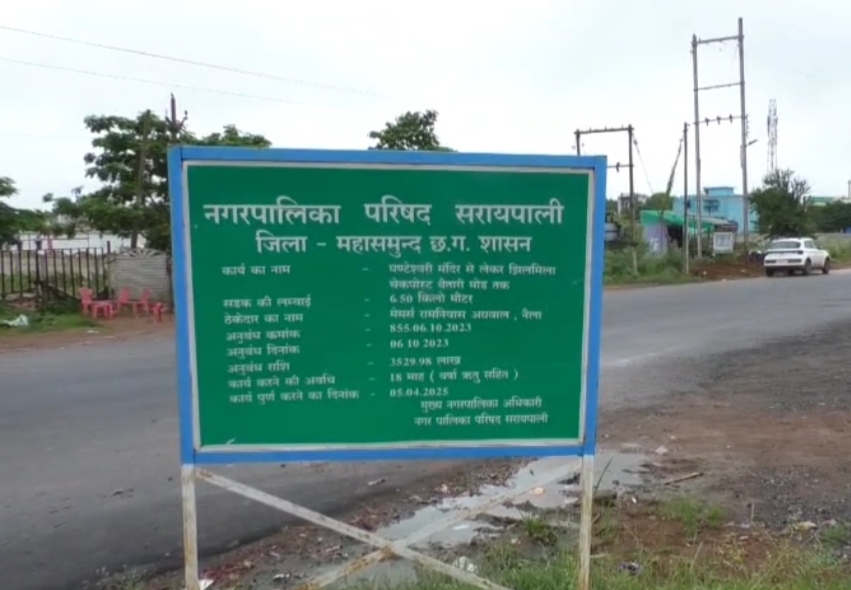 नगरपालिका परिषद सरायपाली
जिला - महासमुन्द छ.ग. शासन
कार्य का नाम - घण्टेश्वरी मंदिर से लेकर झिलमिला
चेकपोस्ट बैतारी मोड तक
सडक की लम्बाई - 6.50 किलो मीटर
ठेकेदार का नाम - मेसर्स रामनिवास अग्रवाल , नैला
अनुबंध क्रमांक - 855.06.10.2023
अनुबंध दिनांक - 06 10 2023
अनुबंध राशि - 3529.98 लाख
कार्य करने की अवधि - 18 माह ( वर्षा ऋतु सहित )
कार्य पुर्ण करने का दिनांक - 05.04.2025
मुख्य नगरपालिका अधिकारी
नगर पालिका परिषद सरायपाली